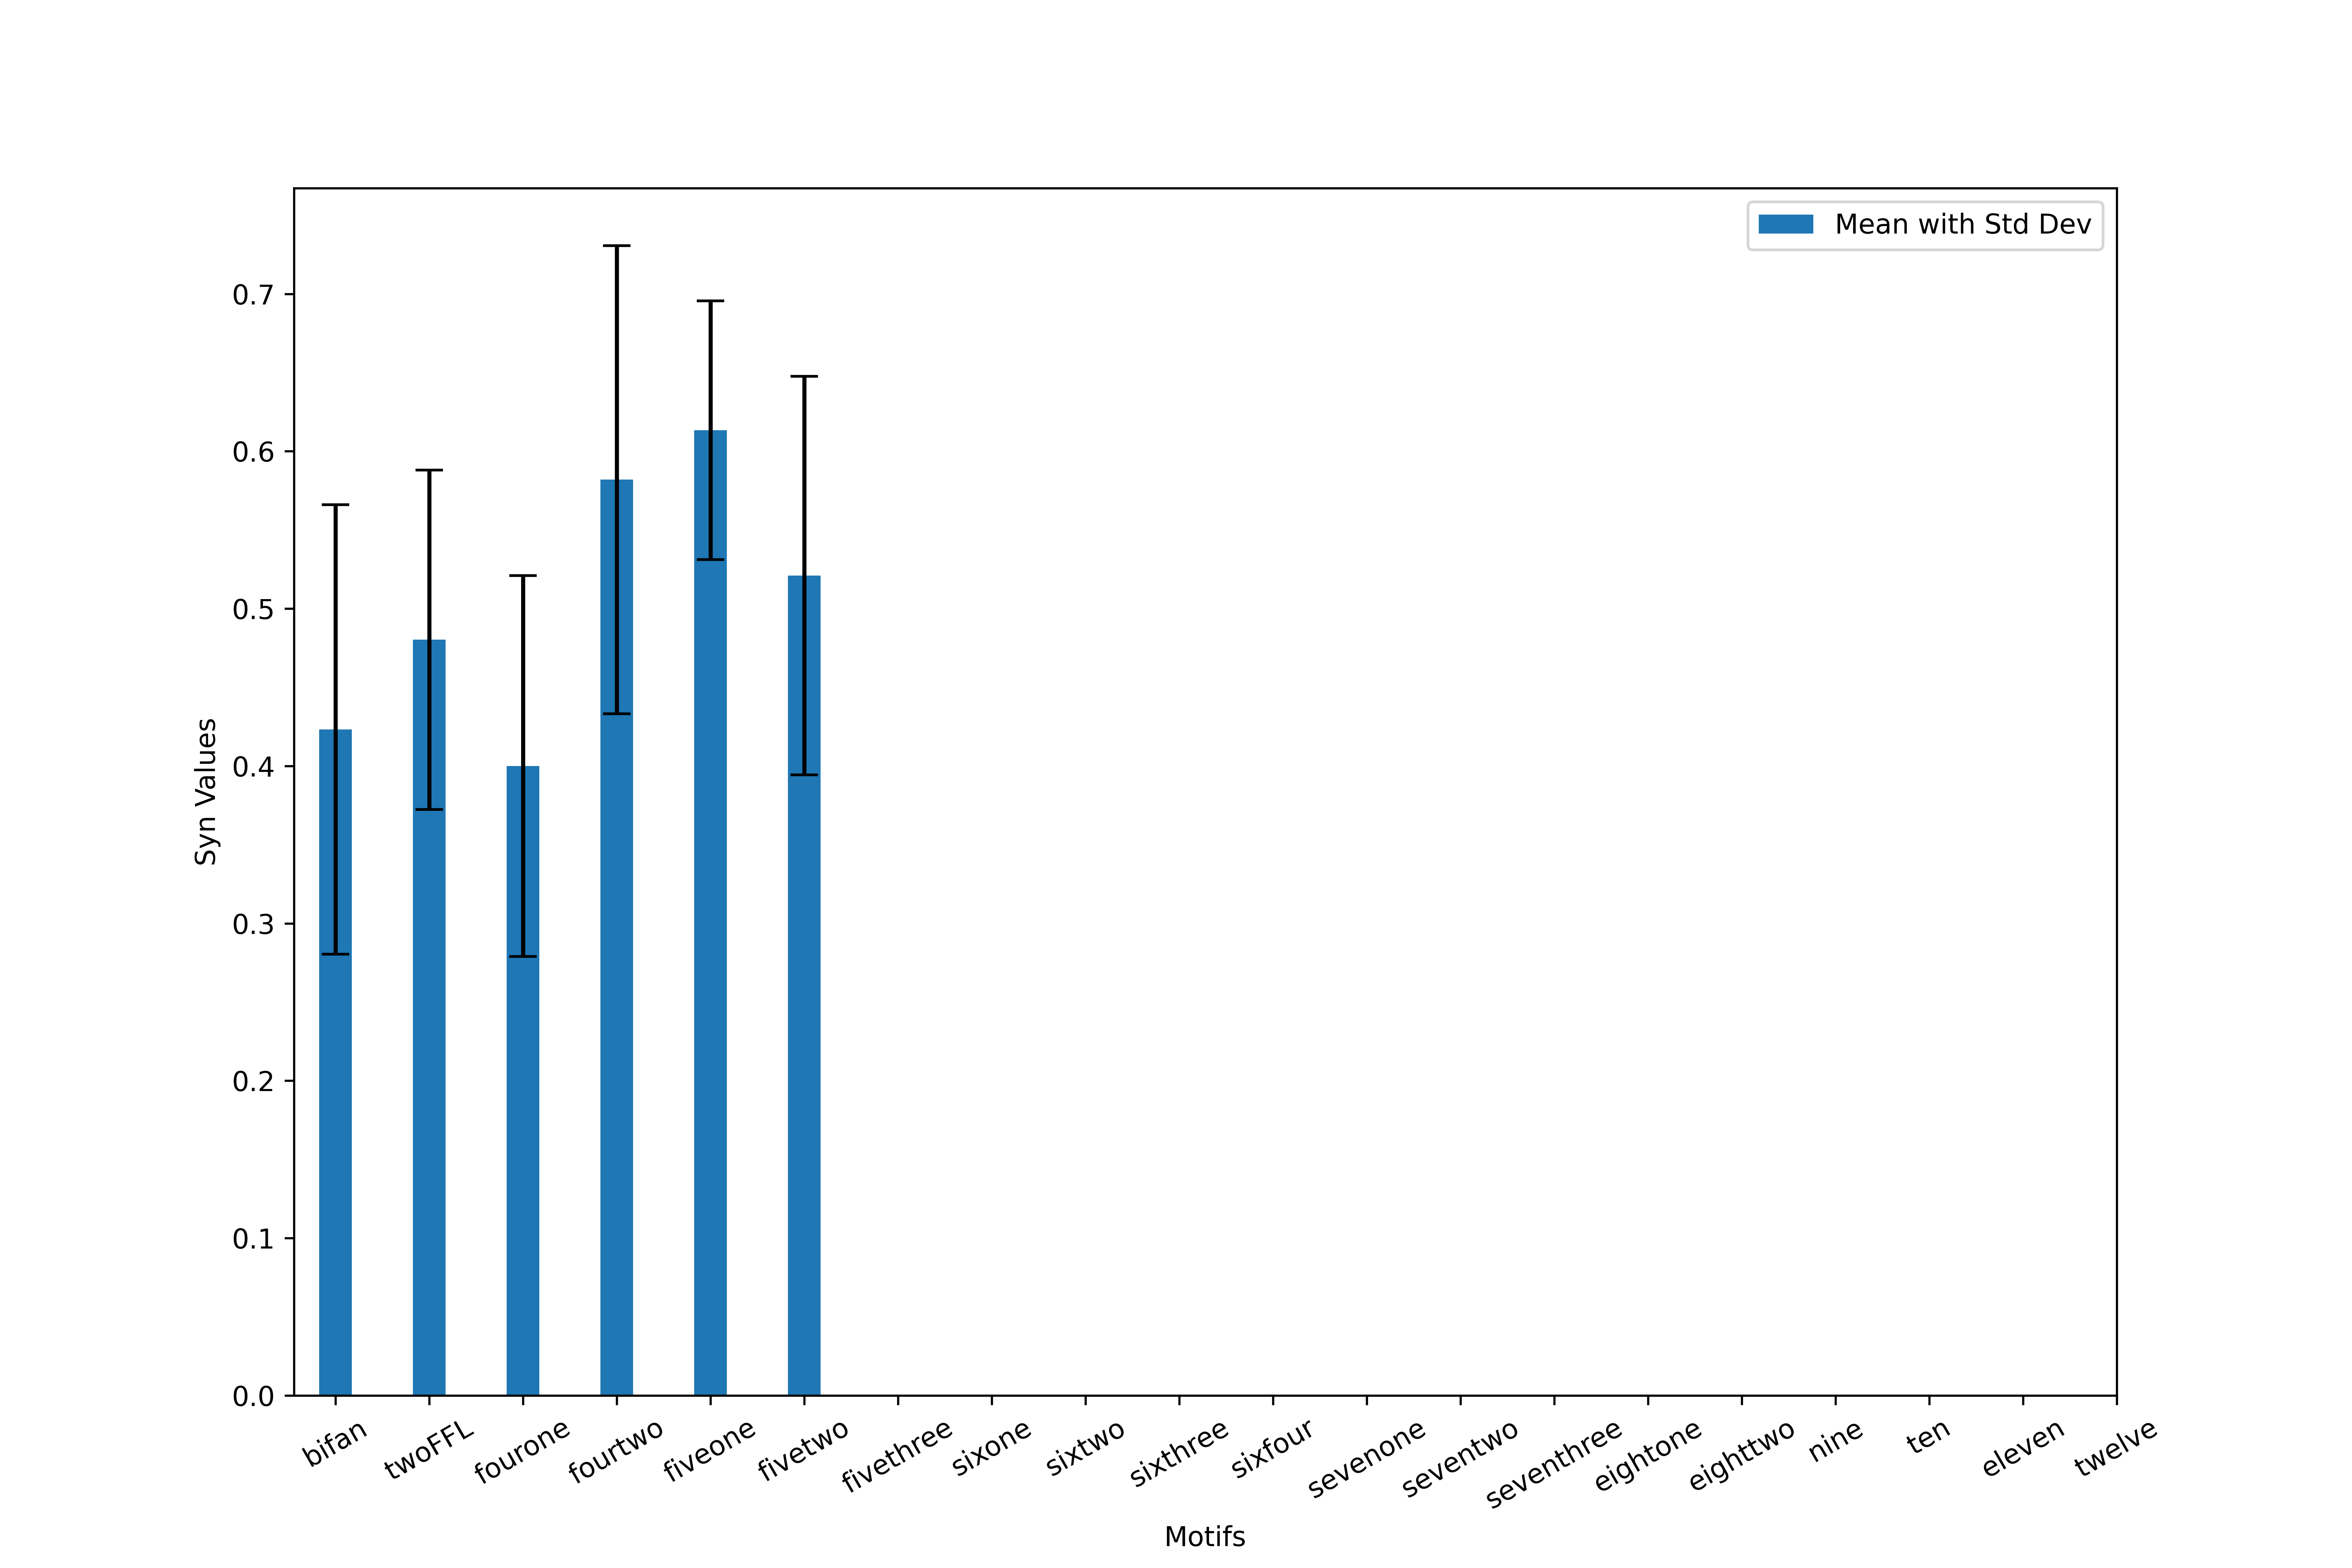 Mean with Std Dev
0.7
0.6
0.5
0.4
0.3
0.2
0.1
0.0
Syn Values
bifan
twoFFL
fourone
fourtwo
fiveone
fivetwo
fivethree
sixone
sixtwo
sixthree
sixfour
sevenone
seventwo
seventhree
eightone
eighttwo
nine
ten
eleven
twelve
Motifs